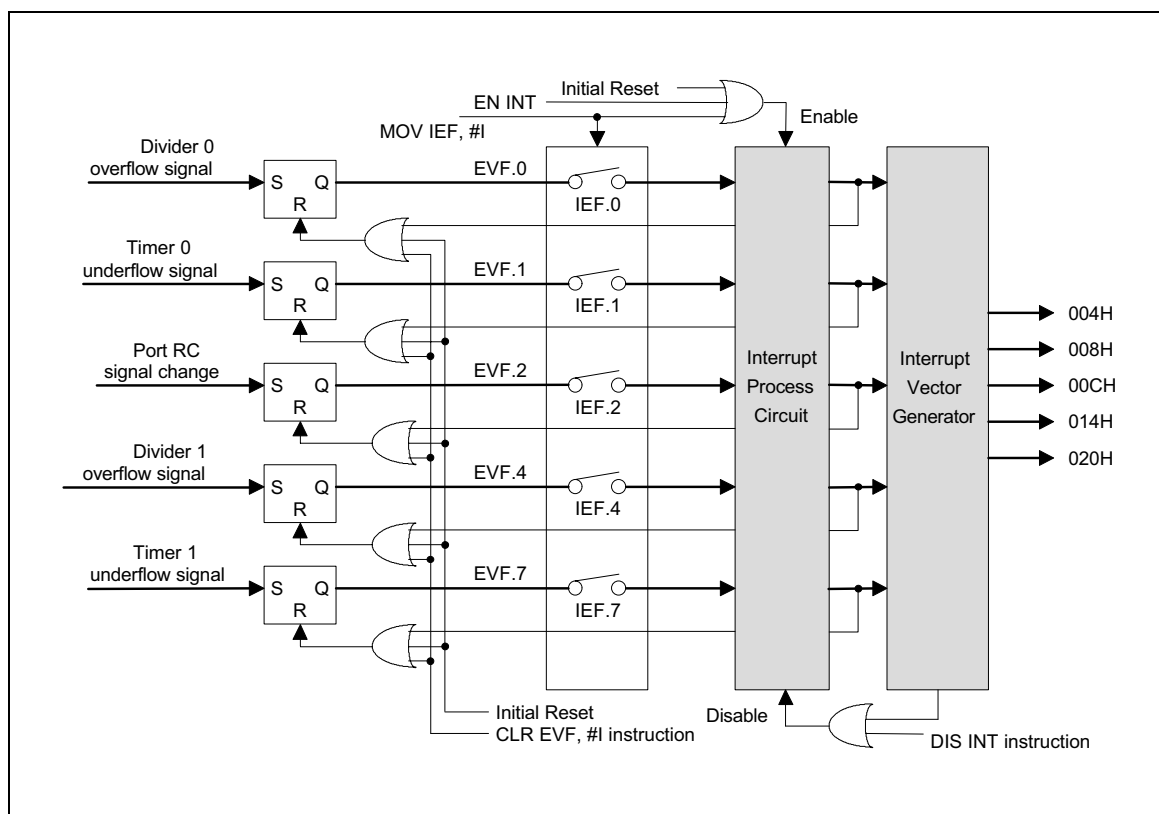 Initial Reset
EN INT
MOV IEF, #I
Enable
Divider 0
overflow signal
S Q
R
EVF.0
IEF.0
Timer 0
underflow signal
S Q
R
EVF.1
IEF.1
Port RC
signal change
S Q
R
EVF.2
IEF.2
Divider 1
overflow signal
S Q
R
EVF.4
IEF.4
Timer 1
underflow signal
S Q
R
EVF.7
IEF.7
Interrupt
Process
Circuit
Interrupt
Vector
Generator
004H
008H
00CH
014H
020H
Initial Reset
CLR EVF, #I instruction
Disable
DIS INT instruction